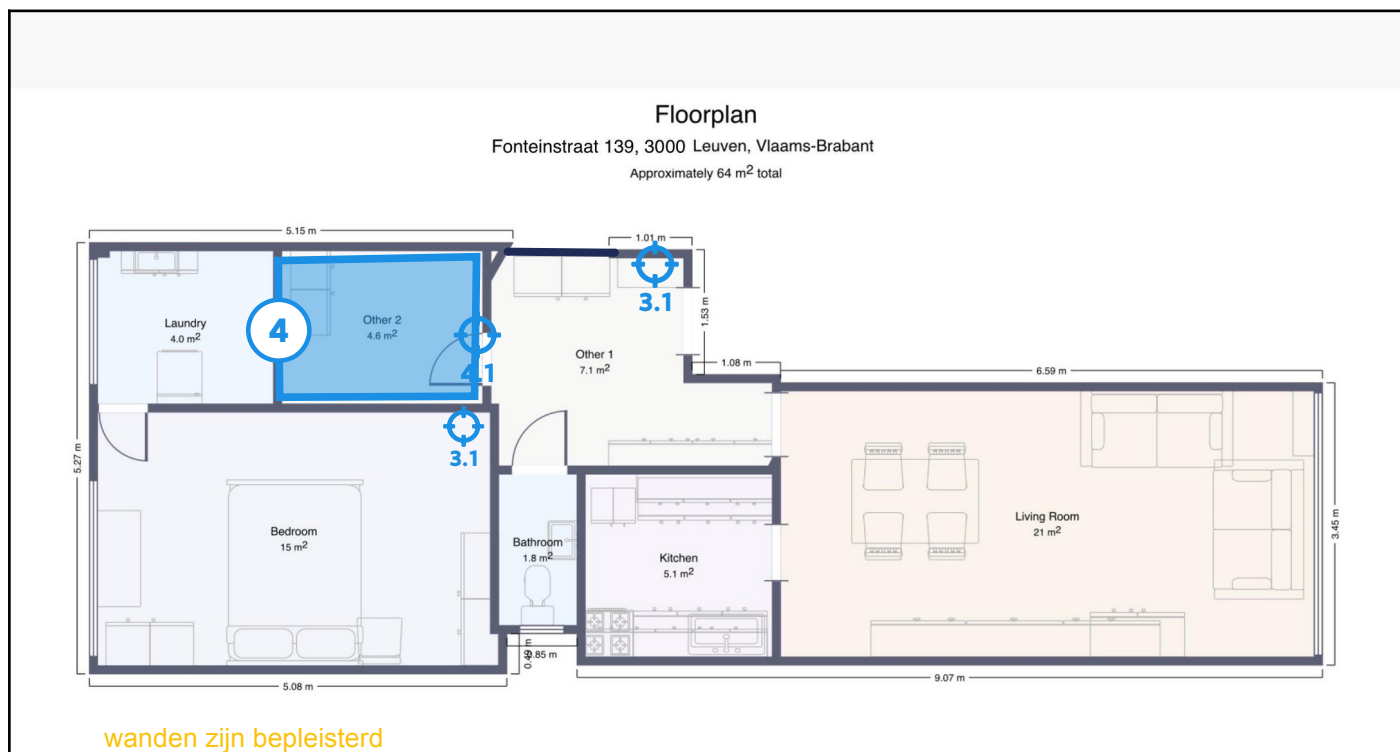 Floorplan
Fonteinstraat 139, 3000 Leuven, Vlaams-Brabant
Approximately 64 m2 total
5.15 m
1.01 m
3.1
1.53 m
Laundry
4.0 m2
4
Other 2
4.6 m2
4.1
Other 1
7.1 m2
1.08 m
6.59 m
5.27 m
3.1
Bedroom
15 m2
Bathroom
1.8 m2
Kitchen
5.1 m2
Living Room
21 m2
3.45 m
0.85 m
5.08 m
9.07 m
wanden zijn bepleisterd